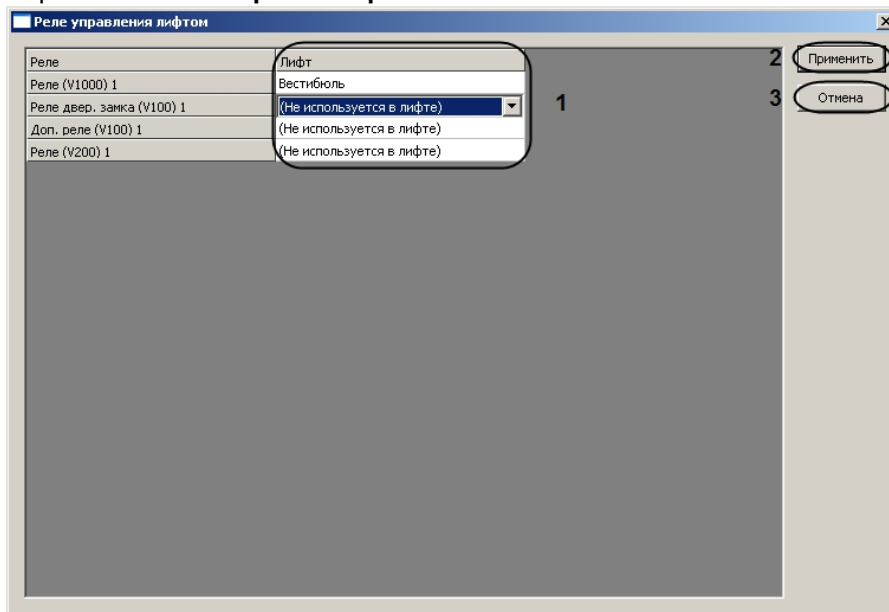 Реле управления лифтом
Реле Лифт
Реле (V1000) 1 Вестибюль
Реле двер. замка (V100) 1 (Не используется в лифте)
Доп. реле (V100) 1 (Не используется в лифте)
Реле (V200) 1 (Не используется в лифте)
1
2 Применить
3 Отмена